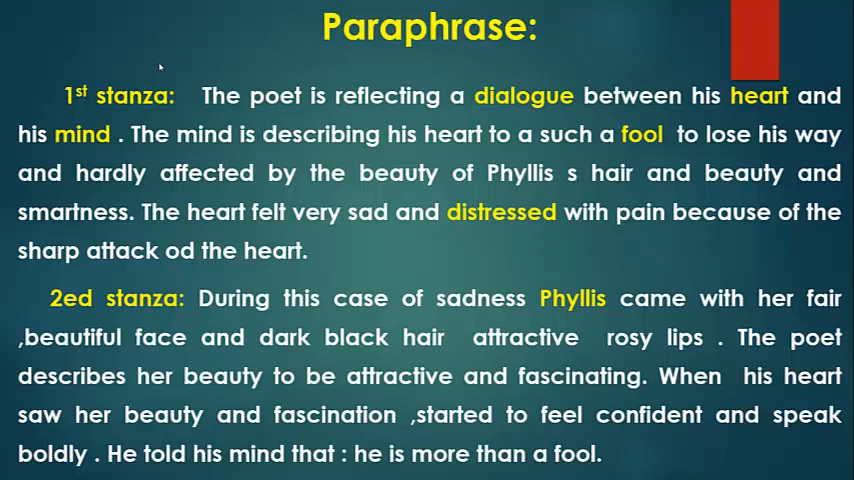 Paraphrase:
1st stanza: The poet is reflecting a dialogue between his heart and
his mind . The mind is describing his heart to a such a fool to lose his way
and hardly affected by the beauty of Phyllis s hair and beauty and
smartness. The heart felt very sad and distressed with pain because of the
sharp attack od the heart.
2ed stanza: During this case of sadness Phyllis came with her fair
,beautiful face and dark black hair attractive rosy lips . The poet
describes her beauty to be attractive and fascinating. When his heart
saw her beauty and fascination ,started to feel confident and speak
boldly . He told his mind that : he is more than a fool.